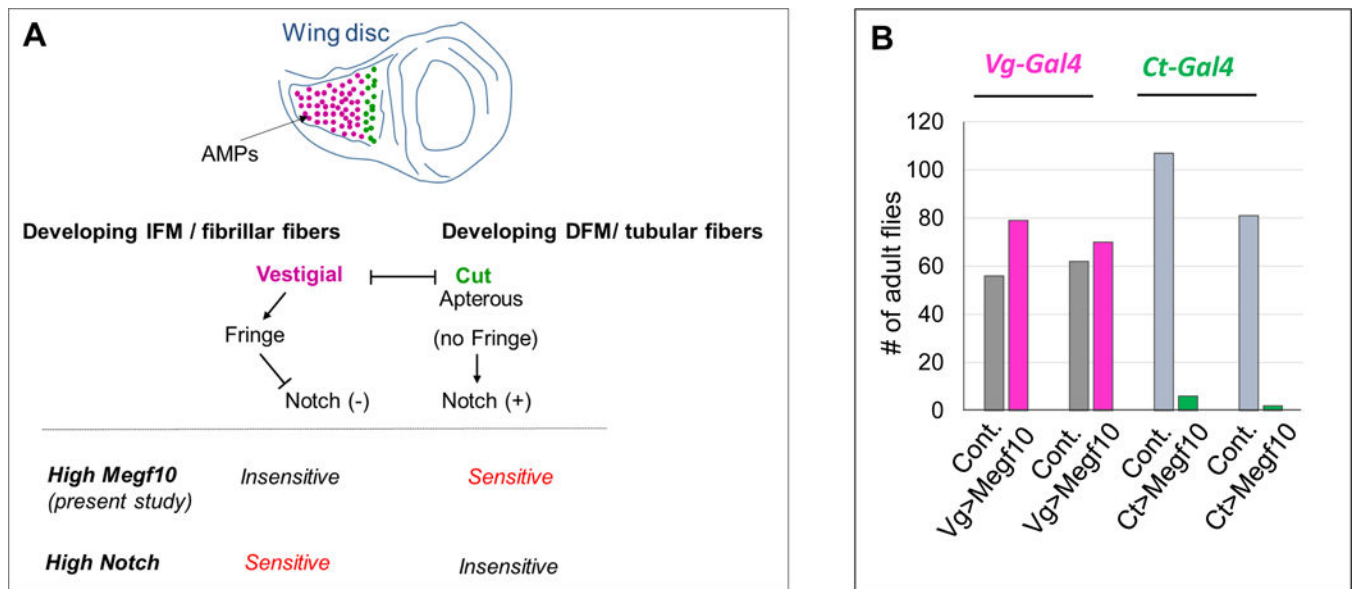 A
Wing disc
AMPs
Developing IFM / fibrillar fibers
Developing DFM/ tubular fibers
Vestigial
Cut
Apterous
Fringe
(no Fringe)
Notch (-)
Notch (+)
High Megf10
(present study)
Insensitive
Sensitive
High Notch
Sensitive
Insensitive
B
Vg-Gal4
Ct-Gal4
# of adult flies
120
100
80
60
40
20
0
Cont.
Vg>Megf10
Cont.
Vg>Megf10
Cont.
Ct>Megf10
Cont.
Ct>Megf10